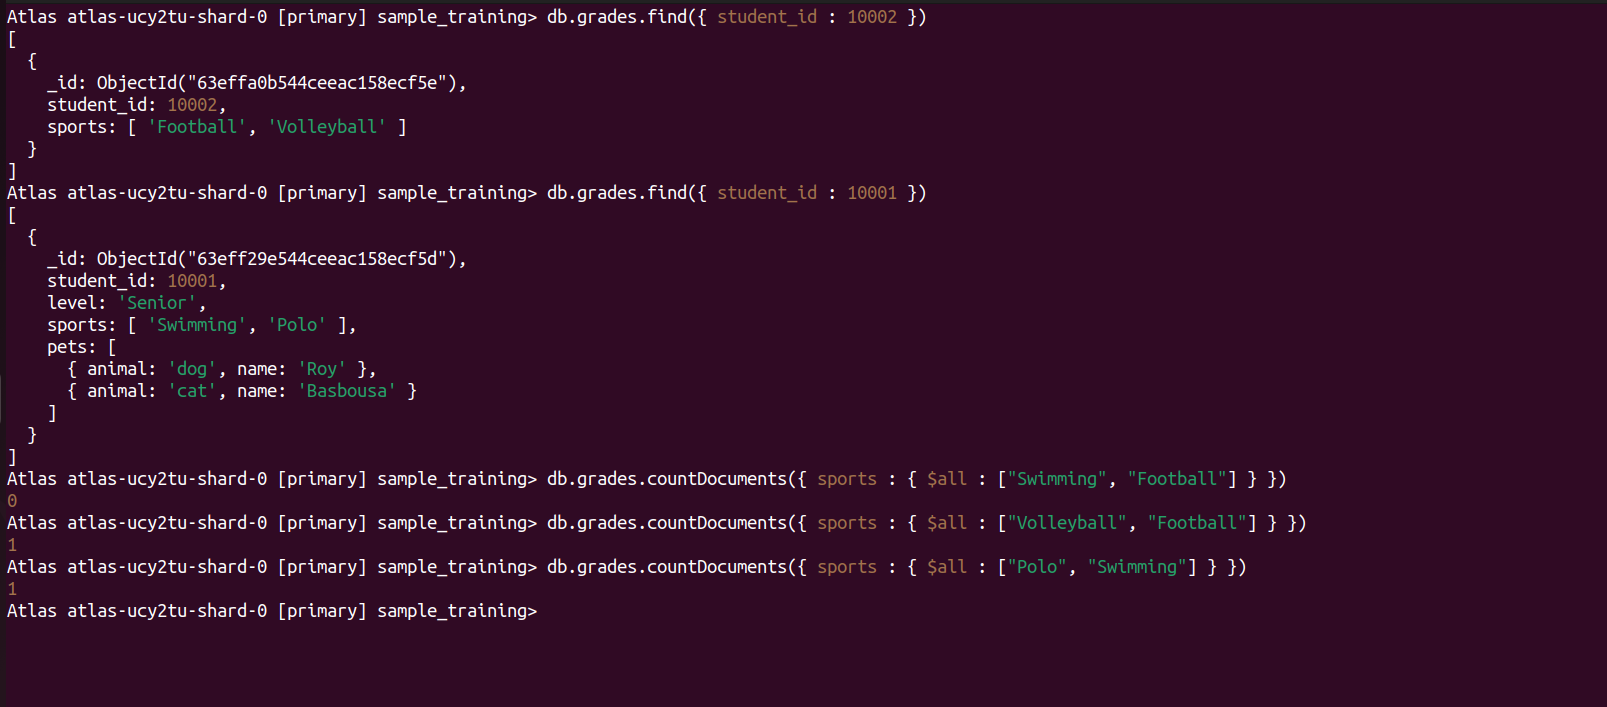 Atlas atlas-ucy2tu-shard-0 [primary] sample_training> db.grades.find({ student_id : 10002 })
[
  {
    _id: ObjectId("63effa0b544ceeac158ecf5e"),
    student_id: 10002,
    sports: [ 'Football', 'Volleyball' ]
  }
]
Atlas atlas-ucy2tu-shard-0 [primary] sample_training> db.grades.find({ student_id : 10001 })
[
  {
    _id: ObjectId("63eff29e544ceeac158ecf5d"),
    student_id: 10001,
    level: 'Senior',
    sports: [ 'Swimming', 'Polo' ],
    pets: [
      { animal: 'dog', name: 'Roy' },
      { animal: 'cat', name: 'Basbousa' }
    ]
  }
]
Atlas atlas-ucy2tu-shard-0 [primary] sample_training> db.grades.countDocuments({ sports : { $all : ["Swimming", "Football"] } })
0
Atlas atlas-ucy2tu-shard-0 [primary] sample_training> db.grades.countDocuments({ sports : { $all : ["Volleyball", "Football"] } })
1
Atlas atlas-ucy2tu-shard-0 [primary] sample_training> db.grades.countDocuments({ sports : { $all : ["Polo", "Swimming"] } })
1
Atlas atlas-ucy2tu-shard-0 [primary] sample_training>